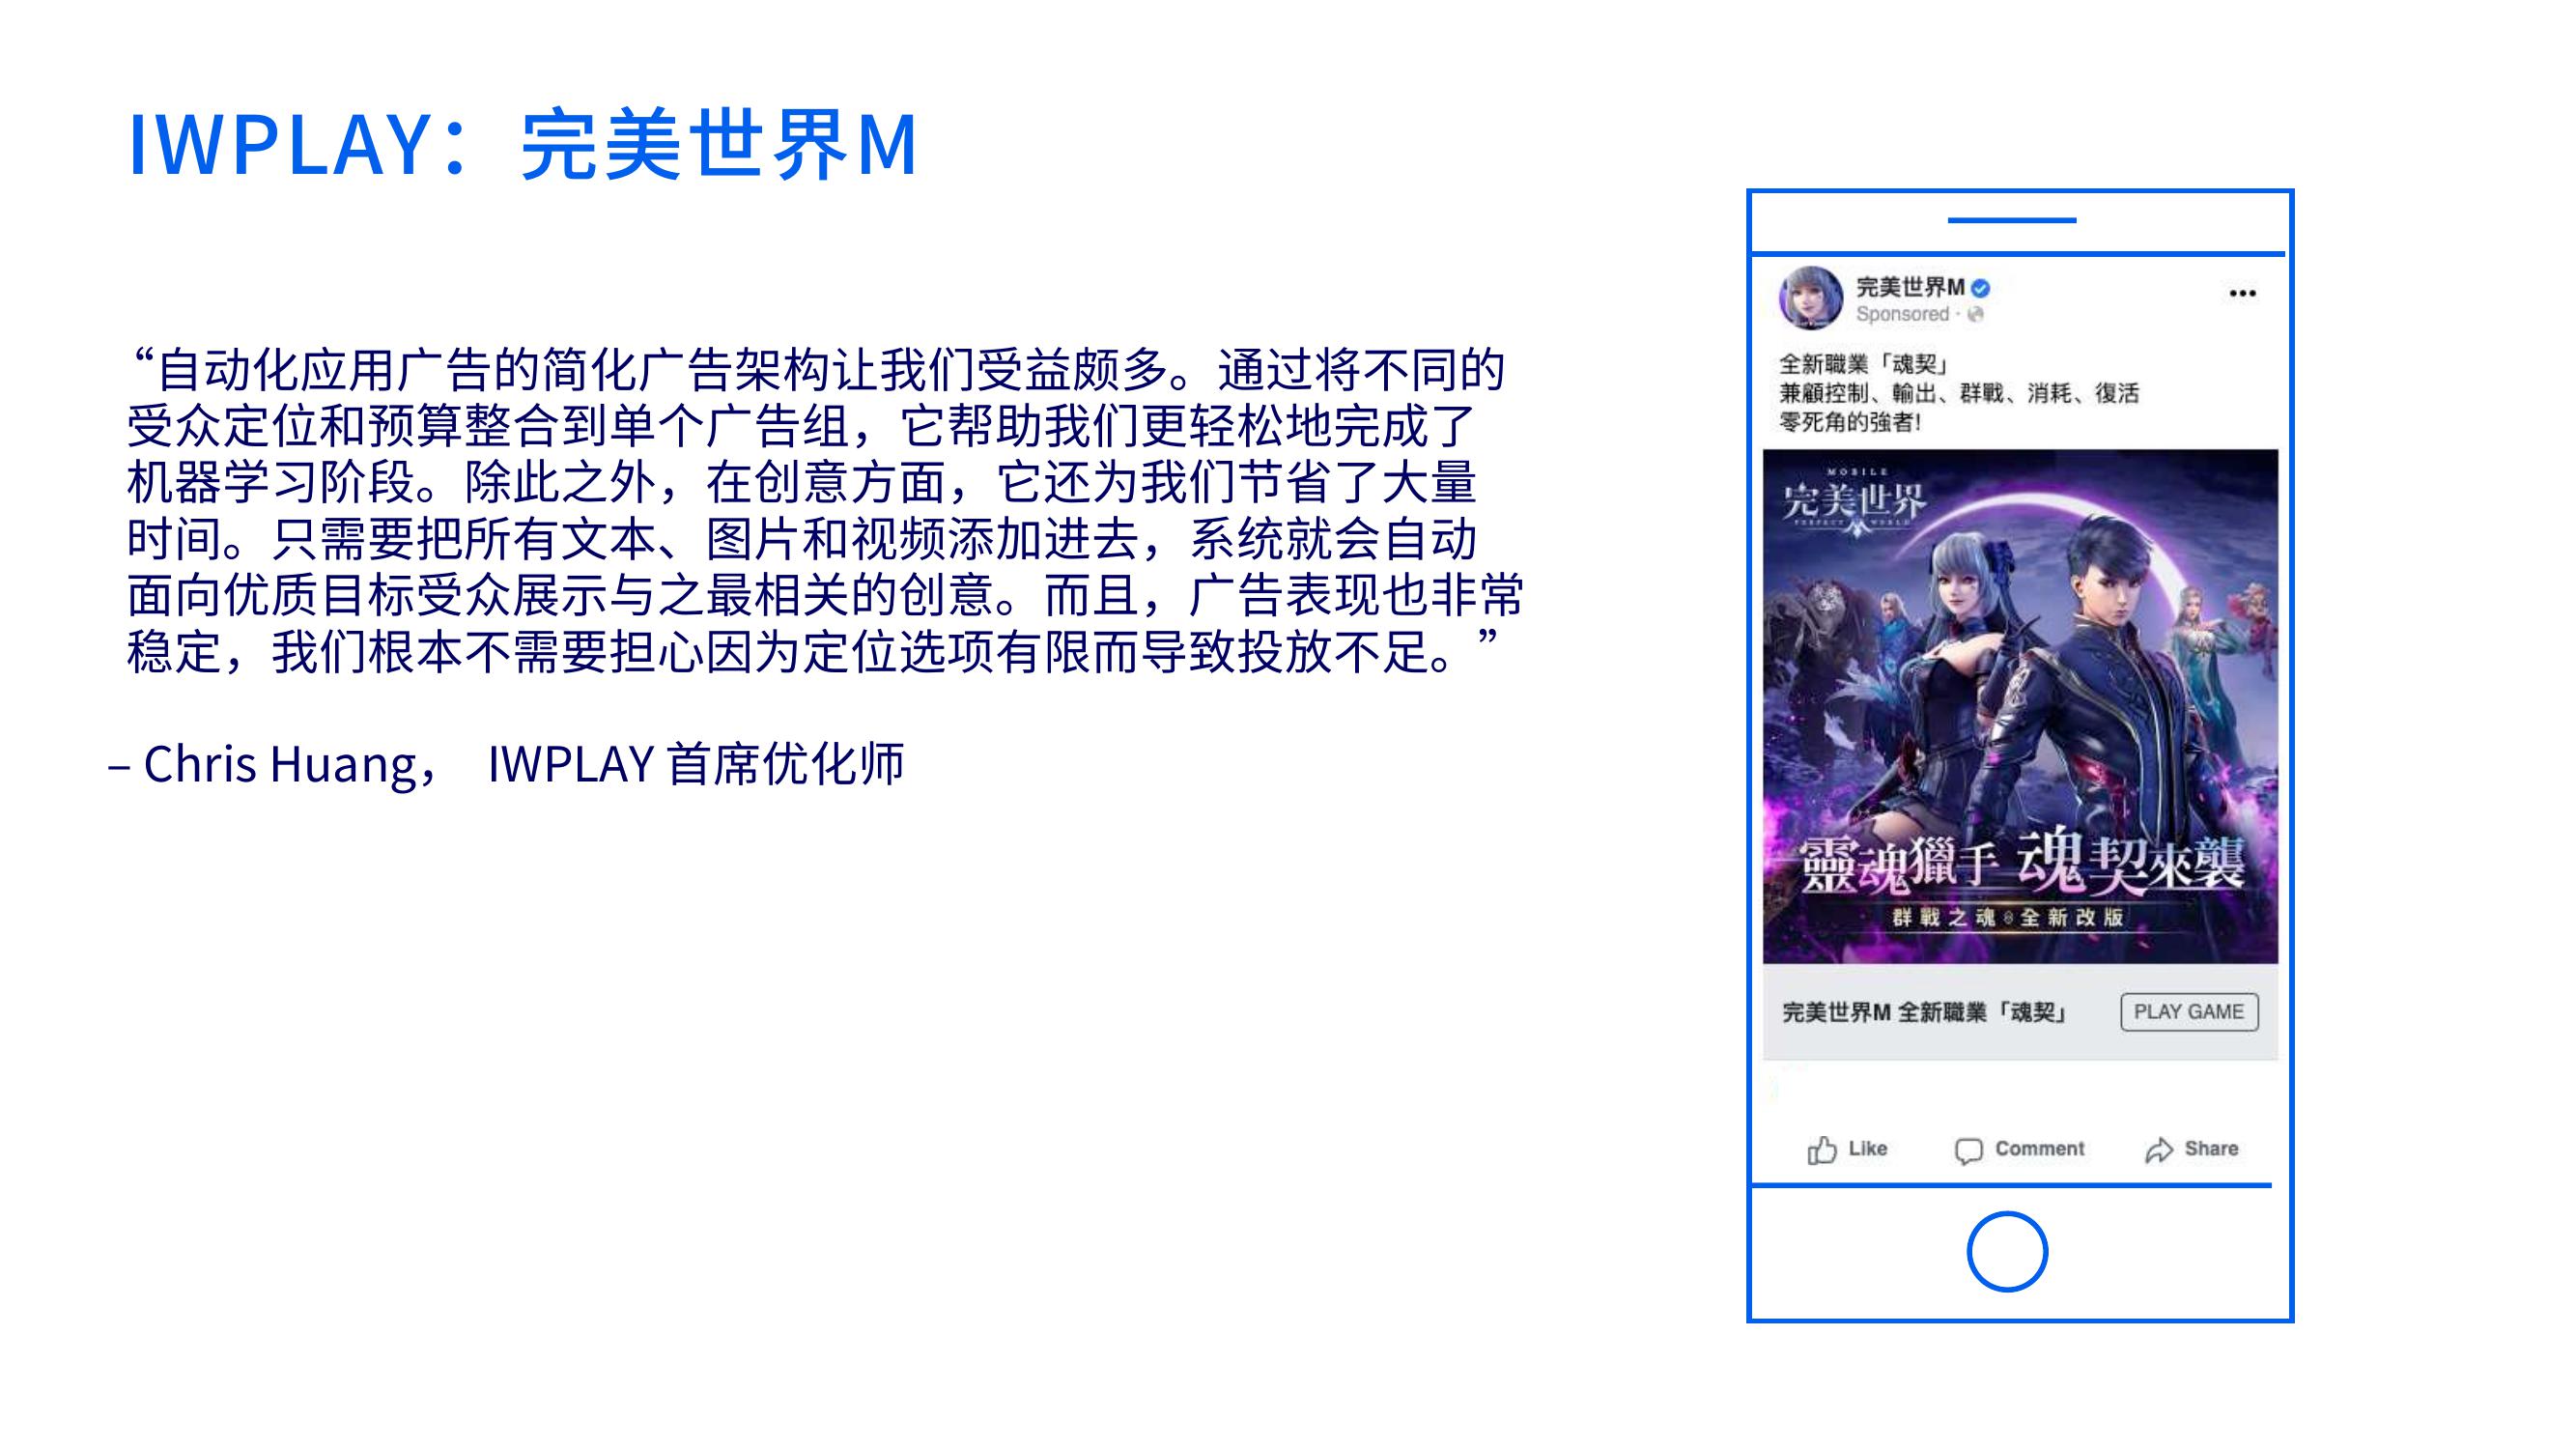 IWPLAY：完美世界M
“自动化应用广告的简化广告架构让我们受益颇多。通过将不同的
受众定位和预算整合到单个广告组，它帮助我们更轻松地完成了
机器学习阶段。除此之外，在创意方面，它还为我们节省了大量
时间。只需要把所有文本、图片和视频添加进去，系统就会自动
面向优质目标受众展示与之最相关的创意。而且，广告表现也非常
稳定，我们根本不需要担心因为定位选项有限而导致投放不足。”
– Chris Huang， IWPLAY 首席优化师
完美世界M
Sponsored ·
全新職業「魂契」
兼顧控制、輸出、群戰、消耗、復活
零死角的強者!
MOBILE
完美世界
PERFECT WORLD
靈魂獵手 魂契來襲
群戰之魂 全新改版
完美世界M 全新職業「魂契」
PLAY GAME
Like
Comment
Share